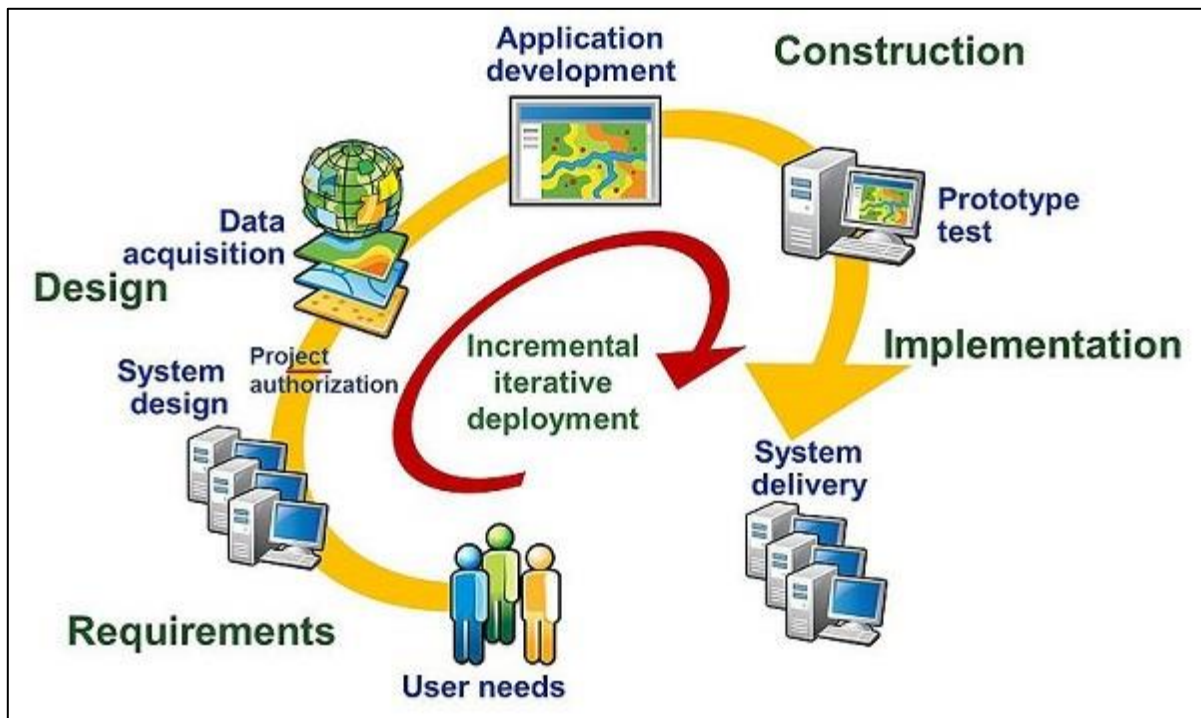 Application
development
Construction
Data
acquisition
Prototype
test
Design
Project
authorization
System
design
Incremental
iterative
deployment
Implementation
System
delivery
Requirements
User needs